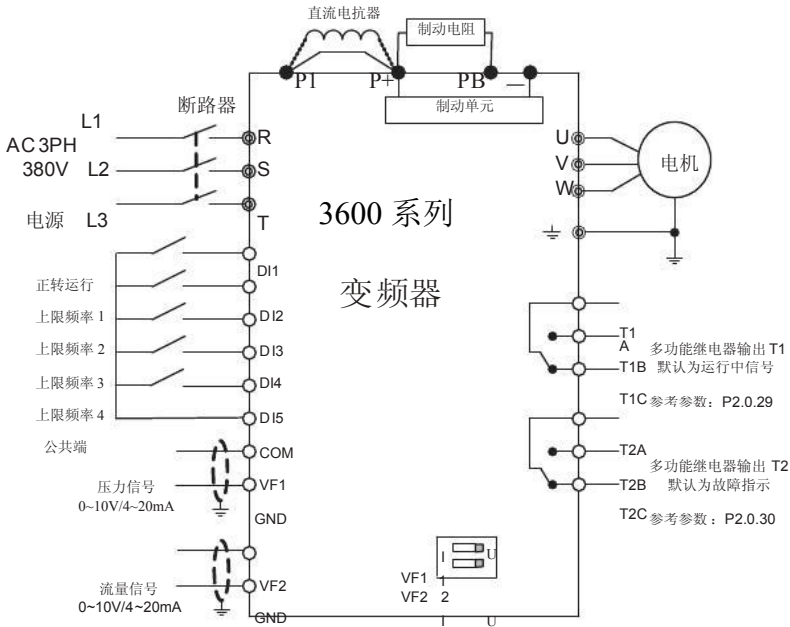 直流电抗器
制动电阻
P1 P+ PB —
制动单元
断路器
L1
R
U
AC 3PH
380V
L2
S
V
电机
W
电源
L3
T
3600 系列
变频器
DI1
正转运行
上限频率 1
DI2
上限频率 2
DI3
上限频率 3
DI4
上限频率 4
DI5
公共端
COM
压力信号
0~10V/4~20mA
VF1
GND
流量信号
0~10V/4~20mA
VF2
GND
T1
A
多功能继电器输出 T1
T1B
默认为运行中信号
T1C
参考参数：P2.0.29
T2A
多功能继电器输出 T2
T2B
默认为故障指示
T2C
参考参数：P2.0.30
I U
VF1 1
VF2 2
I U